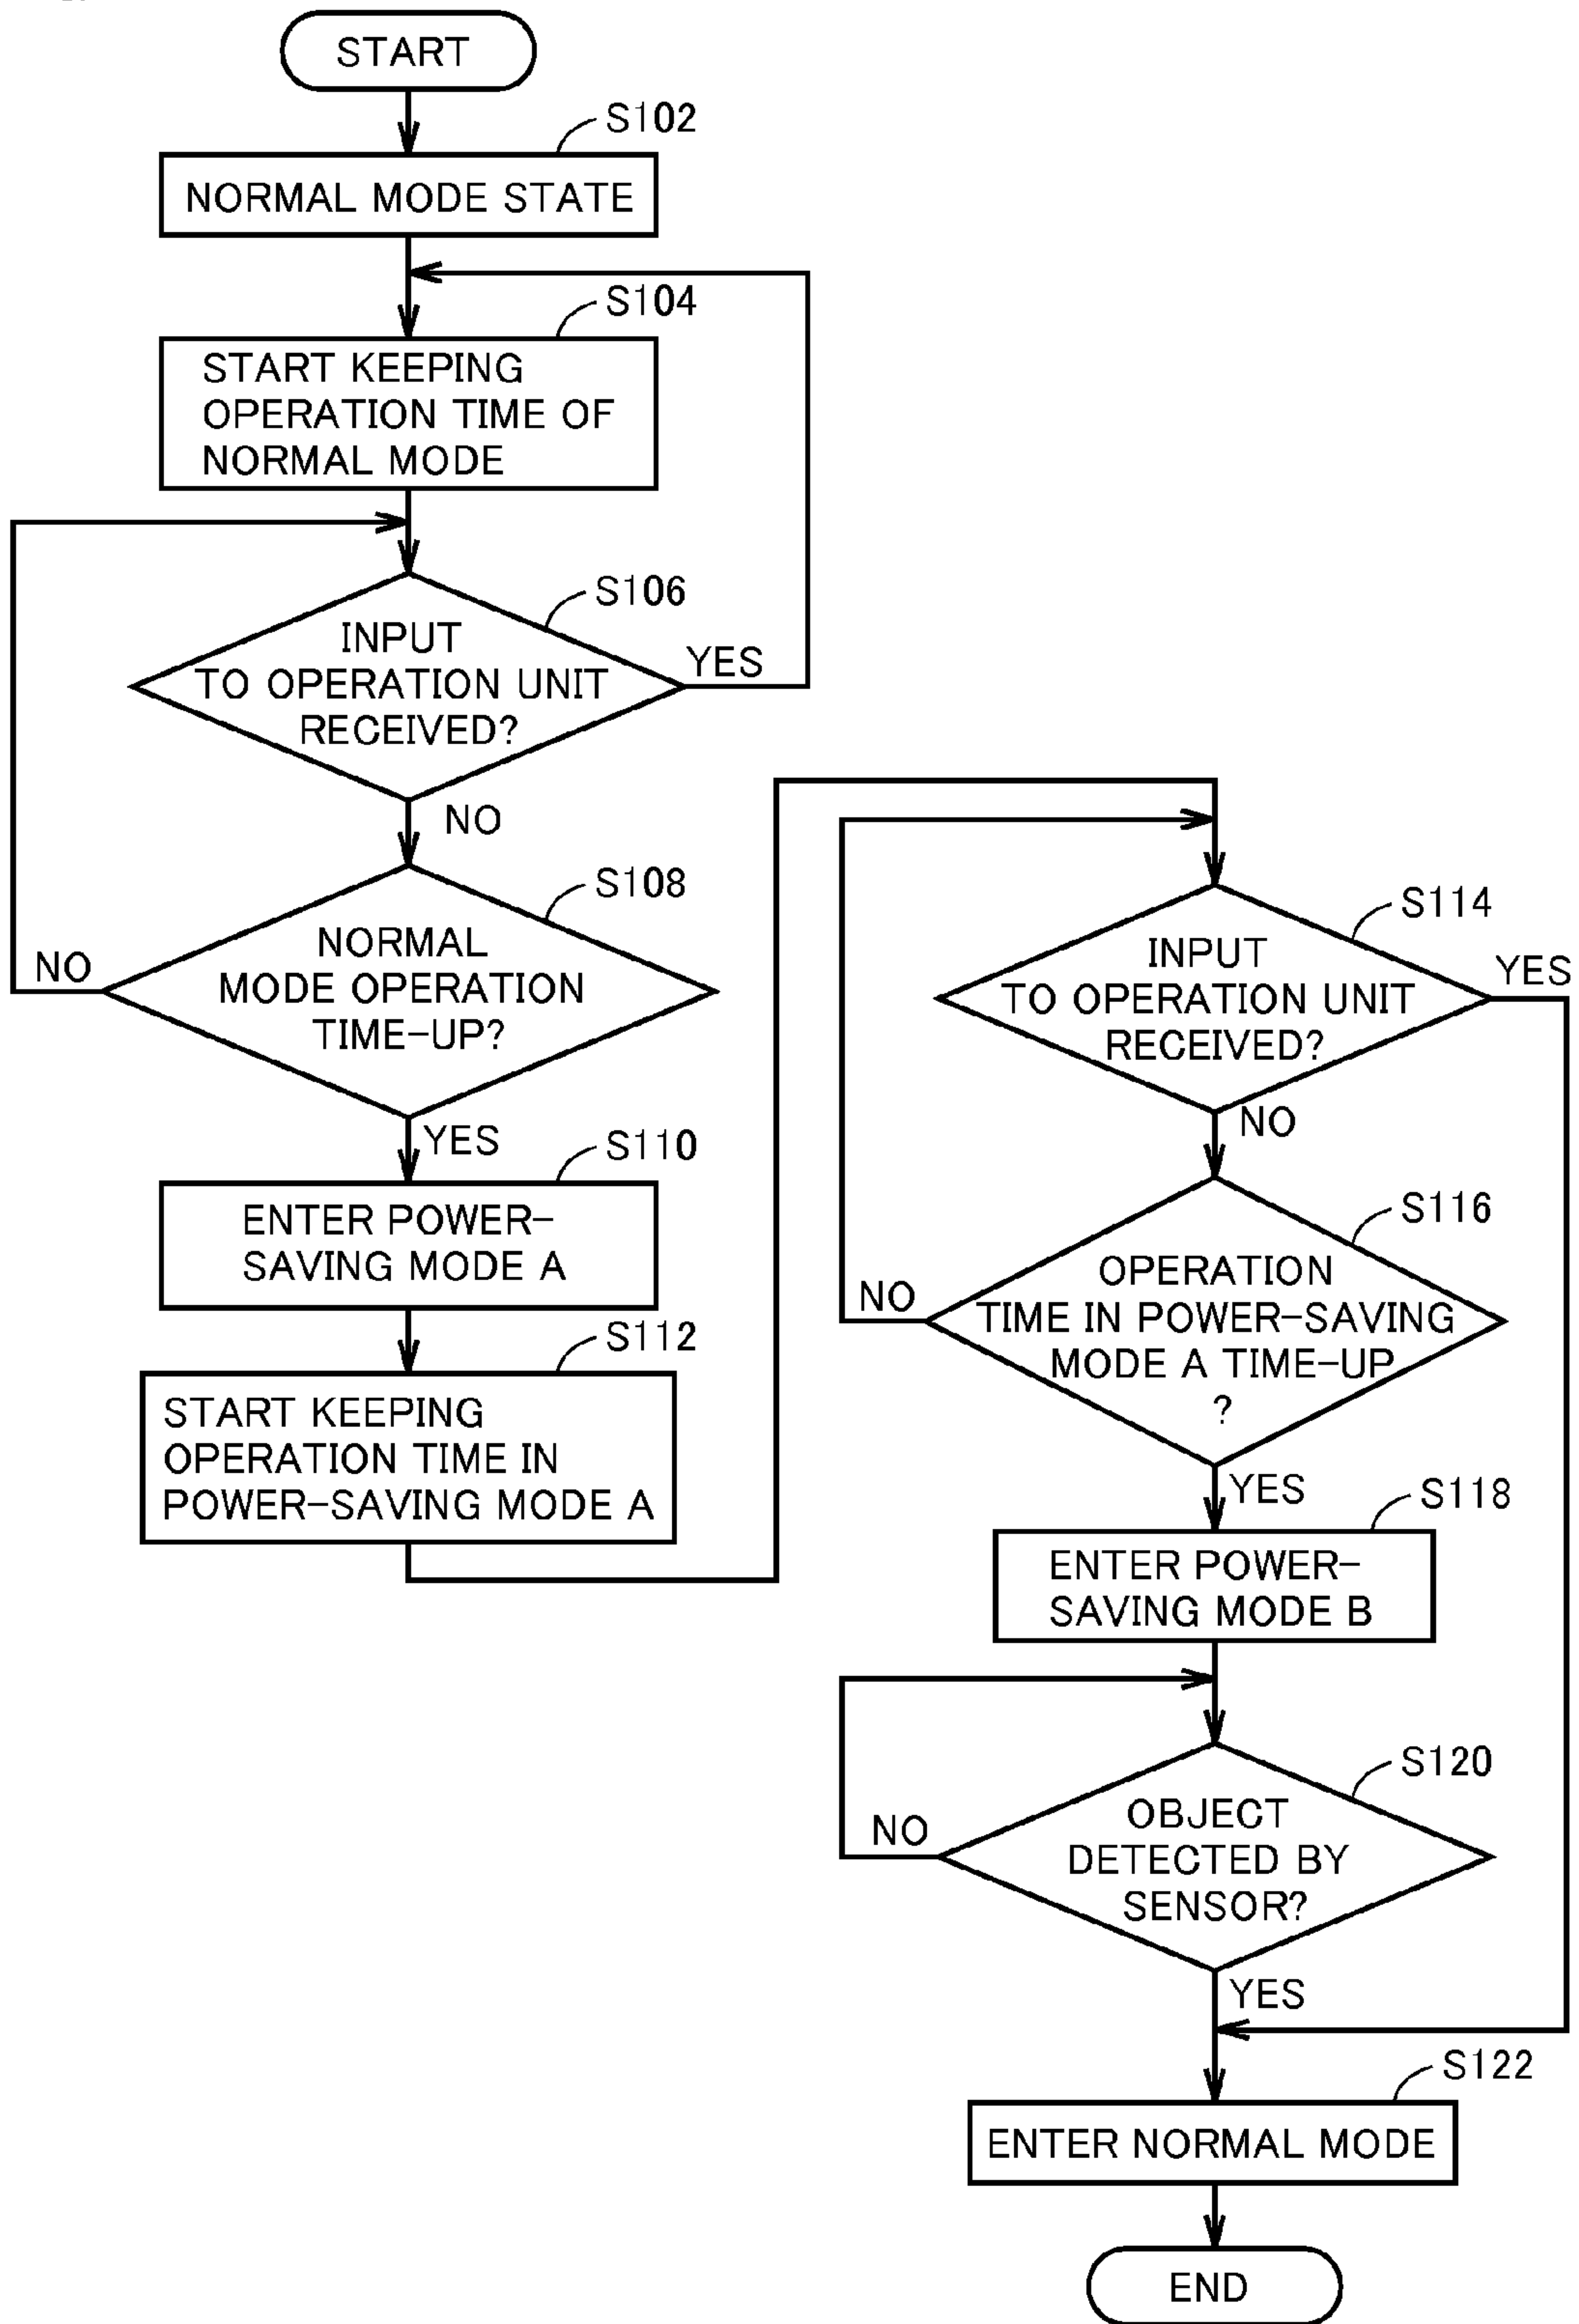 START
S102
NORMAL MODE STATE
S104
START KEEPING
OPERATION TIME OF
NORMAL MODE
S106
INPUT
TO OPERATION UNIT
RECEIVED?
YES
NO
S108
NORMAL
MODE OPERATION
TIME-UP?
NO
YES
S110
ENTER POWER-
SAVING MODE A
S112
START KEEPING
OPERATION TIME IN
POWER-SAVING MODE A
S114
INPUT
TO OPERATION UNIT
RECEIVED?
YES
NO
S116
OPERATION
TIME IN POWER-SAVING
MODE A TIME-UP
?
NO
YES
S118
ENTER POWER-
SAVING MODE B
S120
OBJECT
DETECTED BY
SENSOR?
NO
YES
S122
ENTER NORMAL MODE
END